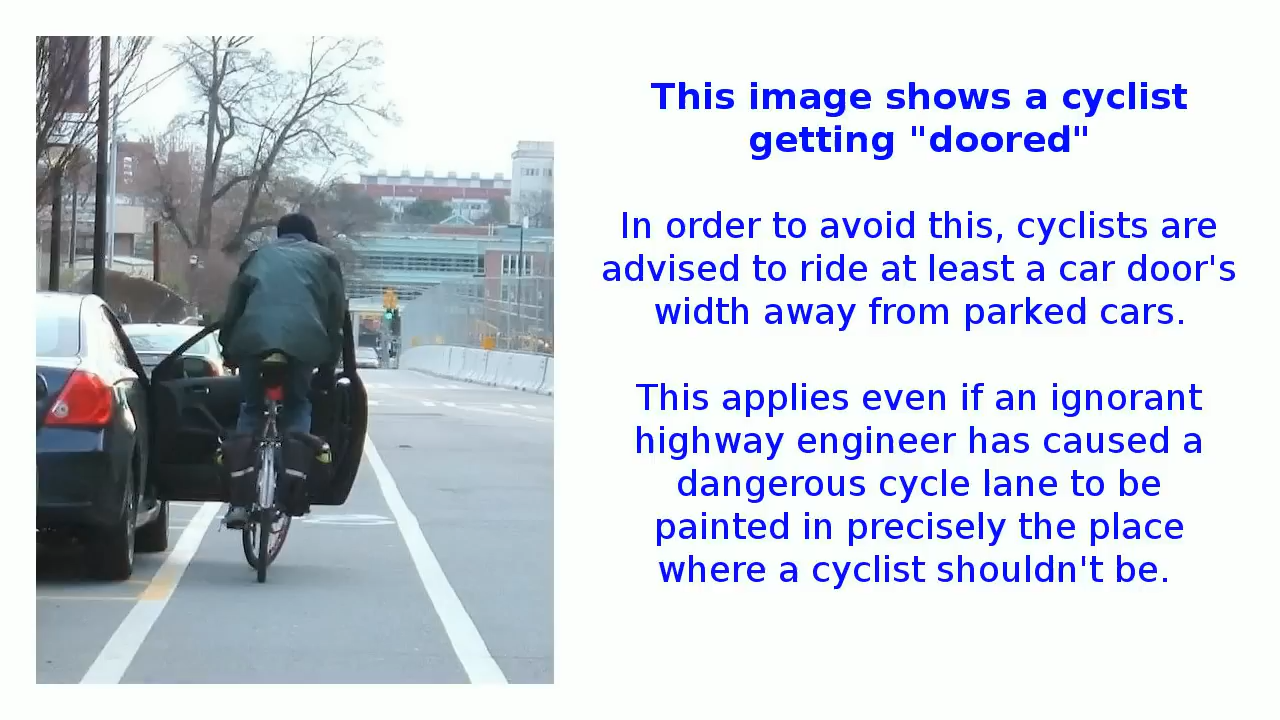 This image shows a cyclist
getting "doored"
In order to avoid this, cyclists are
advised to ride at least a car door's
width away from parked cars.
This applies even if an ignorant
highway engineer has caused a
dangerous cycle lane to be
painted in precisely the place
where a cyclist shouldn't be.